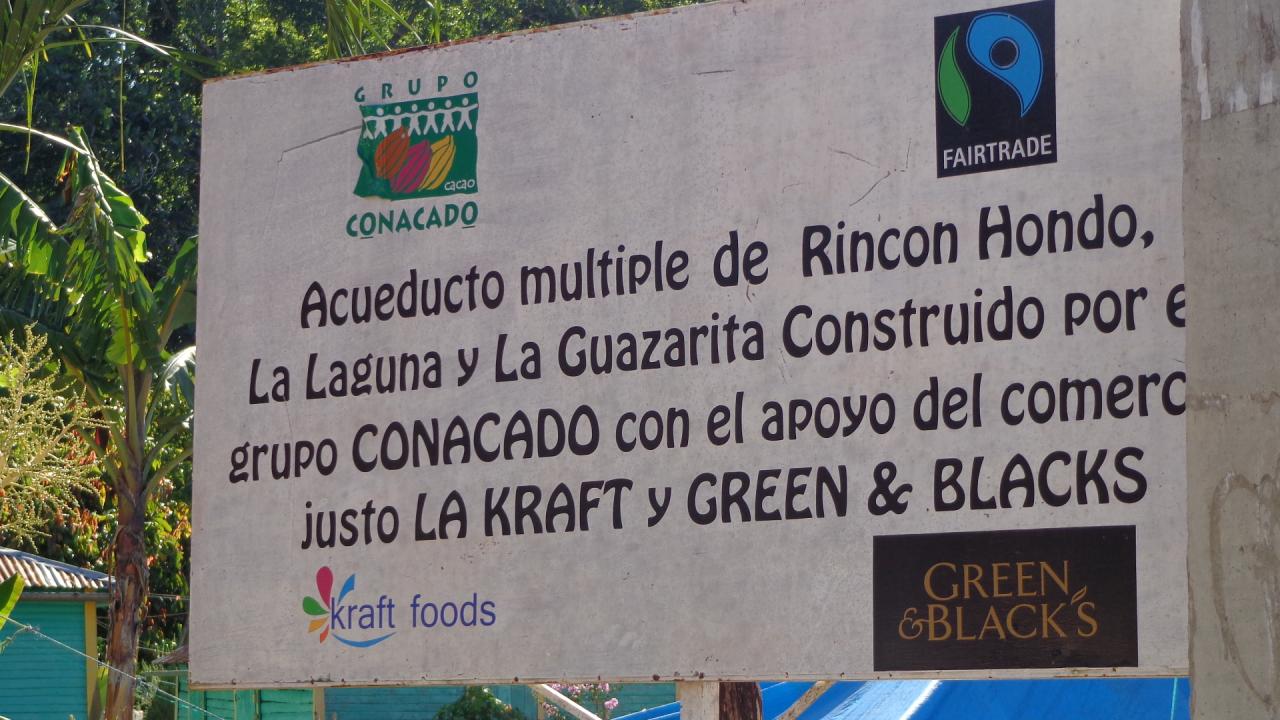 GRUPO
cacao
CONACADO
FAIRTRADE
Acueducto multiple de Rincon Hondo,
La Laguna y La Guazarita Construido por e
grupo CONACADO con el apoyo del comerc
justo LA KRAFT y GREEN & BLACKS
kraft foods
GREEN
&BLACK'S